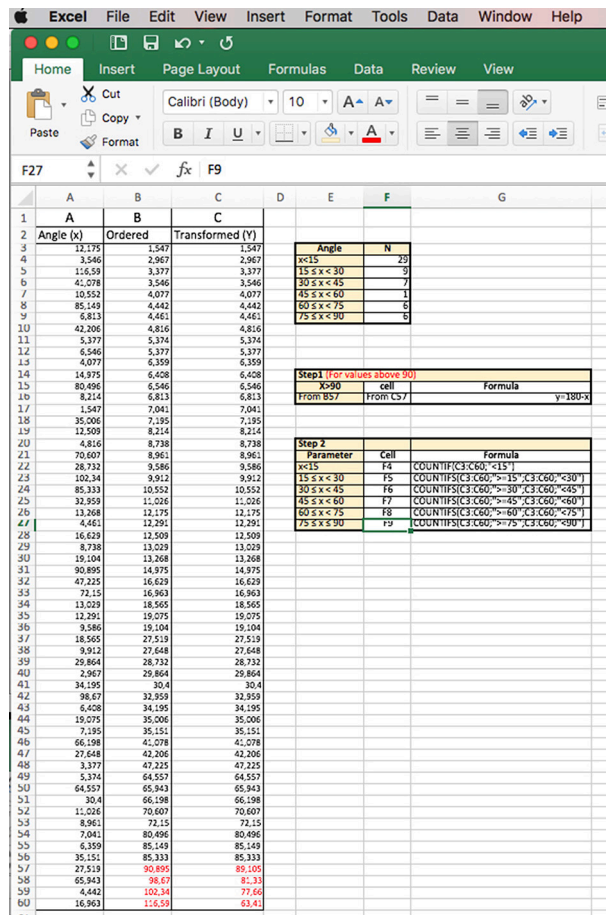 Excel File Edit View Insert Format Tools Data Window Help
Home Insert Page Layout Formulas Data Review View
Paste Cut Copy Format Calibri (Body) 10 A A
B I U A
F27 fx F9
A B C D E F G
1 A B C
2 Angle (x) Ordered Transformed (Y)
3 12,175 1,547 1,547 Angle N
4 3,546 2,967 2,967 x<15 29
5 116,59 3,377 3,377 15 ≤ x < 30 9
6 41,078 3,546 3,546 30 ≤ x < 45 7
7 10,552 4,077 4,077 45 ≤ x < 60 1
8 85,149 4,442 4,442 60 ≤ x < 75 6
9 6,813 4,461 4,461 75 ≤ x < 90 6
10 42,206 4,816 4,816
11 5,377 5,374 5,374
12 6,546 5,377 5,377
13 4,077 6,359 6,359
14 14,975 6,408 6,408 Step1 (For values above 90)
15 80,496 6,546 6,546 X>90 cell Formula
16 8,214 6,813 6,813 From B57 From C57 y=180-x
17 1,547 7,041 7,041
18 35,006 7,195 7,195
19 12,509 8,214 8,214
20 4,816 8,738 8,738 Step 2
21 70,607 8,961 8,961 Parameter Cell Formula
22 28,732 9,586 9,586 x<15 F4 COUNTIF(C3:C60;"<15")
23 102,34 9,912 9,912 15 ≤ x < 30 F5 COUNTIFS(C3:C60;">=15";C3:C60;"<30")
24 85,333 10,552 10,552 30 ≤ x < 45 F6 COUNTIFS(C3:C60;">=30";C3:C60;"<45")
25 32,959 11,026 11,026 45 ≤ x < 60 F7 COUNTIFS(C3:C60;">=45";C3:C60;"<60")
26 13,268 12,175 12,175 60 ≤ x < 75 F8 COUNTIFS(C3:C60;">=60";C3:C60;"<75")
27 4,461 12,291 12,291 75 ≤ x ≤ 90 F9 COUNTIFS(C3:C60;">=75";C3:C60;"<90")
28 16,629 12,509 12,509
29 8,738 13,029 13,029
30 19,104 13,268 13,268
31 90,895 14,975 14,975
32 47,225 16,629 16,629
33 72,15 16,963 16,963
34 13,029 18,565 18,565
35 12,291 19,075 19,075
36 9,586 19,104 19,104
37 18,565 27,519 27,519
38 9,912 27,648 27,648
39 29,864 28,732 28,732
40 2,967 29,864 29,864
41 34,195 30,4 30,4
42 98,67 32,959 32,959
43 6,408 34,195 34,195
44 19,075 35,006 35,006
45 7,195 35,151 35,151
46 66,198 41,078 41,078
47 27,648 42,206 42,206
48 3,377 47,225 47,225
49 5,374 64,557 64,557
50 64,557 65,943 65,943
51 30,4 66,198 66,198
52 11,026 70,607 70,607
53 8,961 72,15 72,15
54 7,041 80,496 80,496
55 6,359 85,149 85,149
56 35,151 85,333 85,333
57 27,519 90,895 89,105
58 65,943 98,67 81,33
59 4,442 102,34 77,66
60 16,963 116,59 63,41